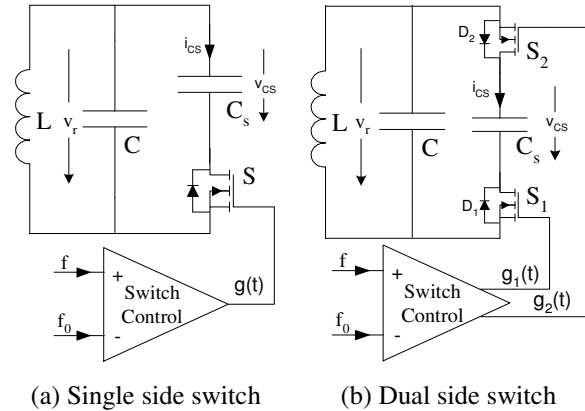 i_CS
L
v_r
C
C_s
v_CS
S
f
+
Switch
Control
f_0
-
g(t)
(a) Single side switch
D_2
S_2
i_CS
L
v_r
C
C_s
v_CS
D_1
S_1
f
+
Switch
Control
f_0
-
g_1(t)
g_2(t)
(b) Dual side switch